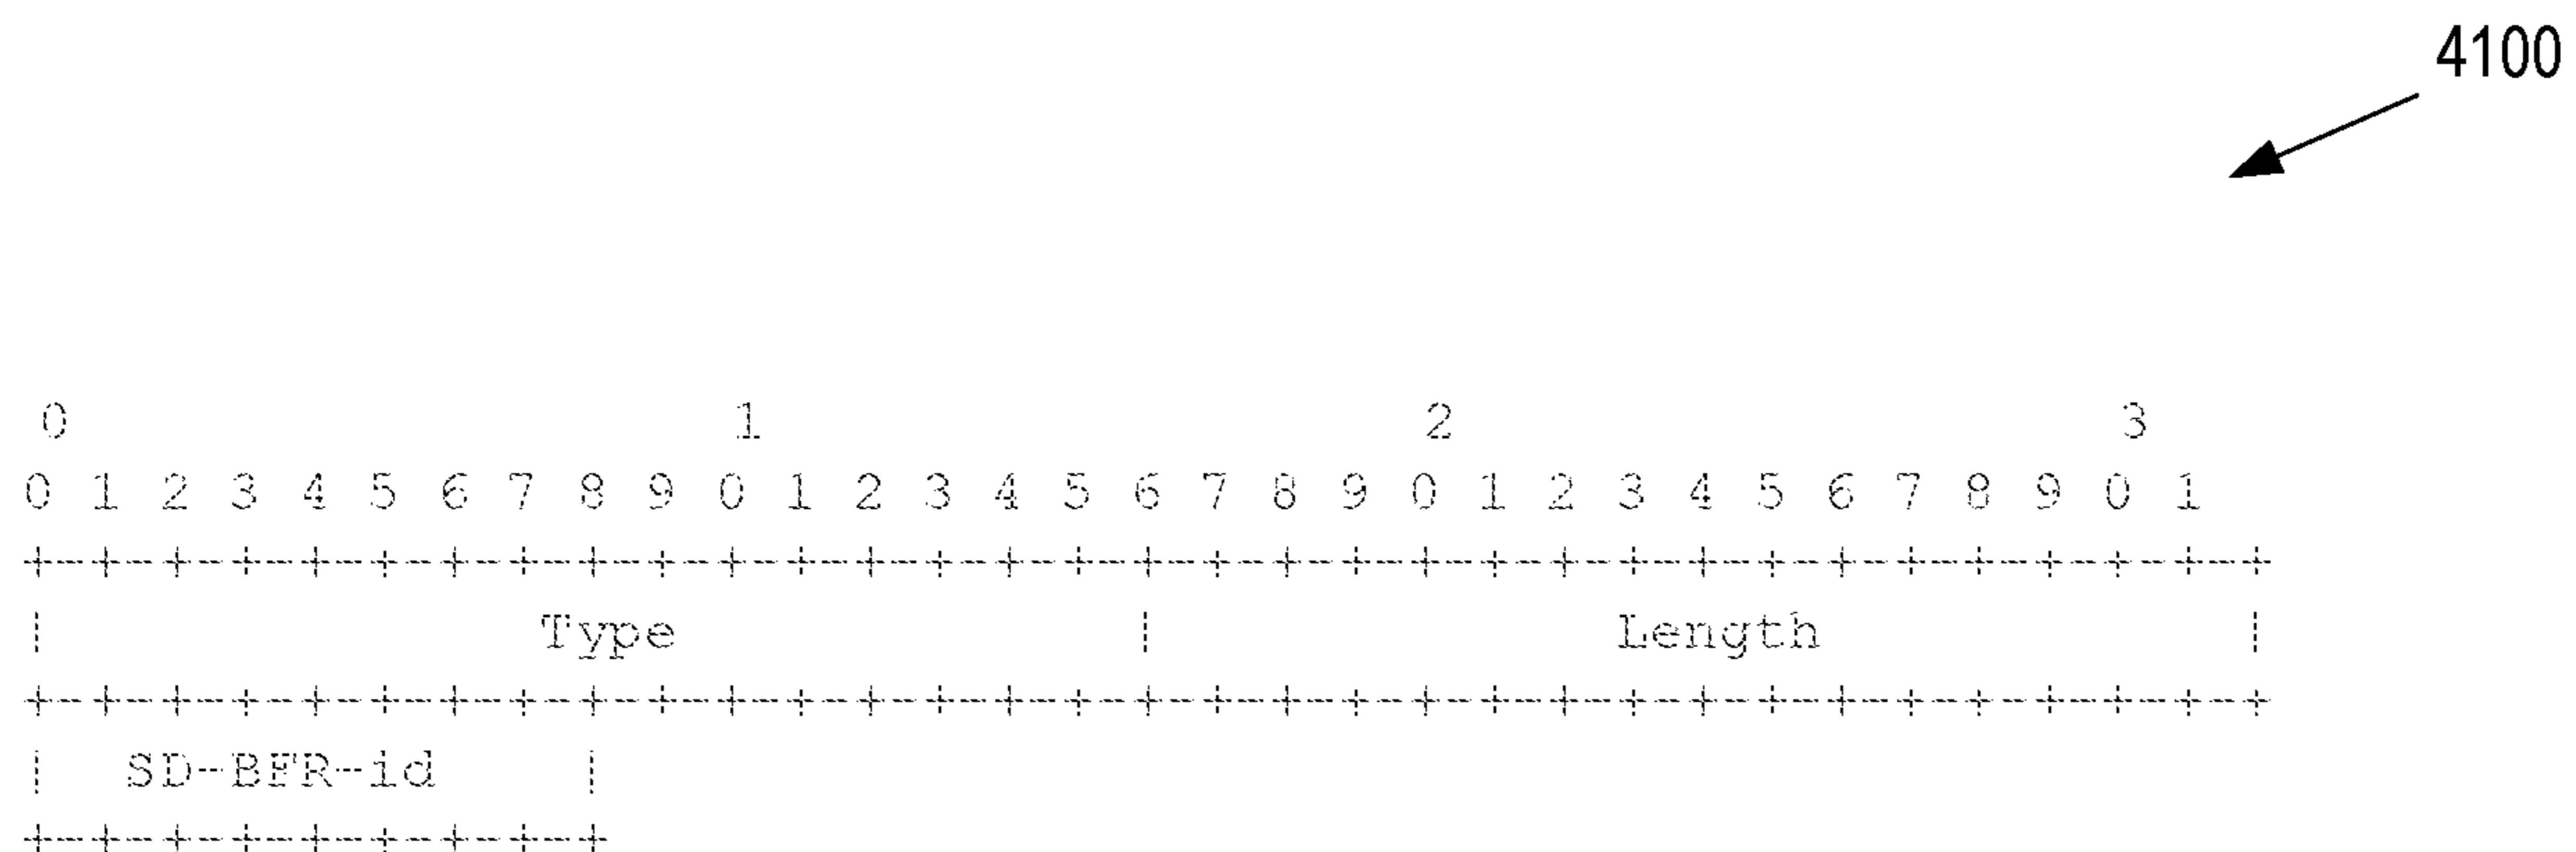 4100
0 1 2 3
0 1 2 3 4 5 6 7 8 9 0 1 2 3 4 5 6 7 8 9 0 1 2 3 4 5 6 7 8 9 0 1
+-+-+-+-+-+-+-+-+-+-+-+-+-+-+-+-+-+-+-+-+-+-+-+-+-+-+-+-+-+-+-+-+
| Type | Length |
+-+-+-+-+-+-+-+-+-+-+-+-+-+-+-+-+-+-+-+-+-+-+-+-+-+-+-+-+-+-+-+-+
| SD-BFR-id |
+-+-+-+-+-+-+-+-+